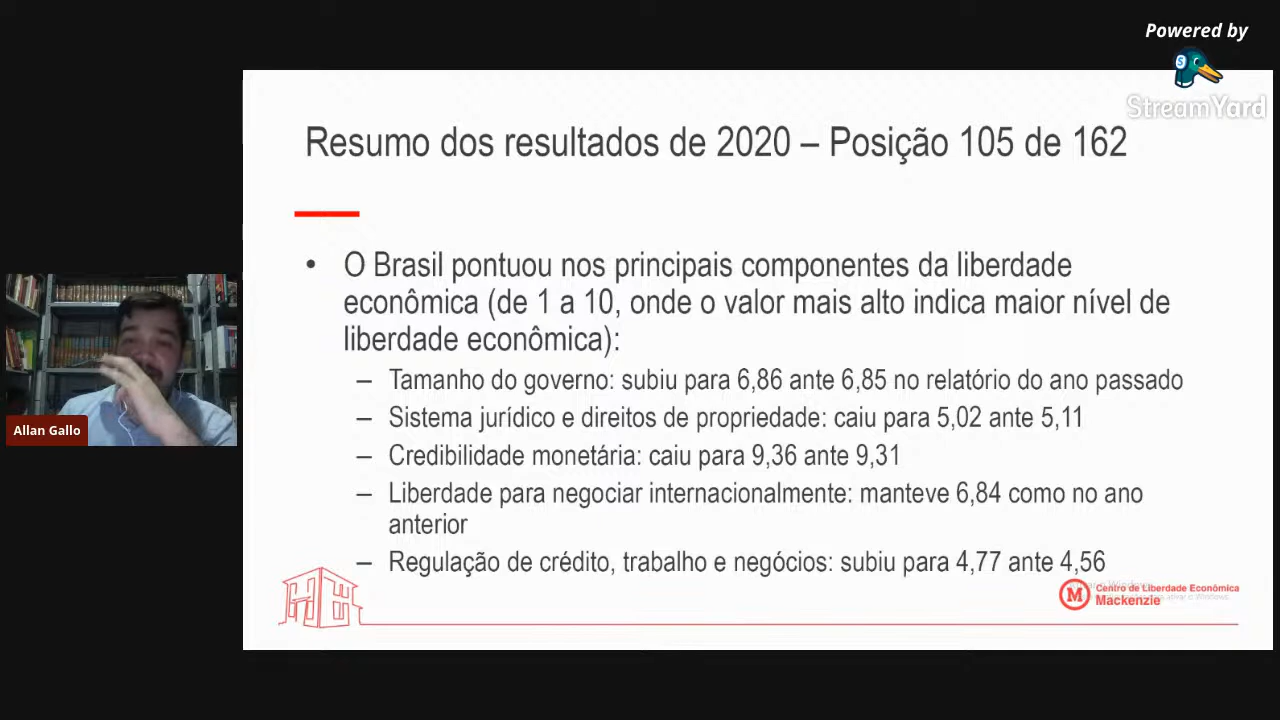 Powered by
StreamYard
Resumo dos resultados de 2020 – Posição 105 de 162
• O Brasil pontuou nos principais componentes da liberdade
econômica (de 1 a 10, onde o valor mais alto indica maior nível de
liberdade econômica):
– Tamanho do governo: subiu para 6,86 ante 6,85 no relatório do ano passado
– Sistema jurídico e direitos de propriedade: caiu para 5,02 ante 5,11
– Credibilidade monetária: caiu para 9,36 ante 9,31
– Liberdade para negociar internacionalmente: manteve 6,84 como no ano
anterior
– Regulação de crédito, trabalho e negócios: subiu para 4,77 ante 4,56
Allan Gallo
M
Centro de Liberdade Econômica
Mackenzie